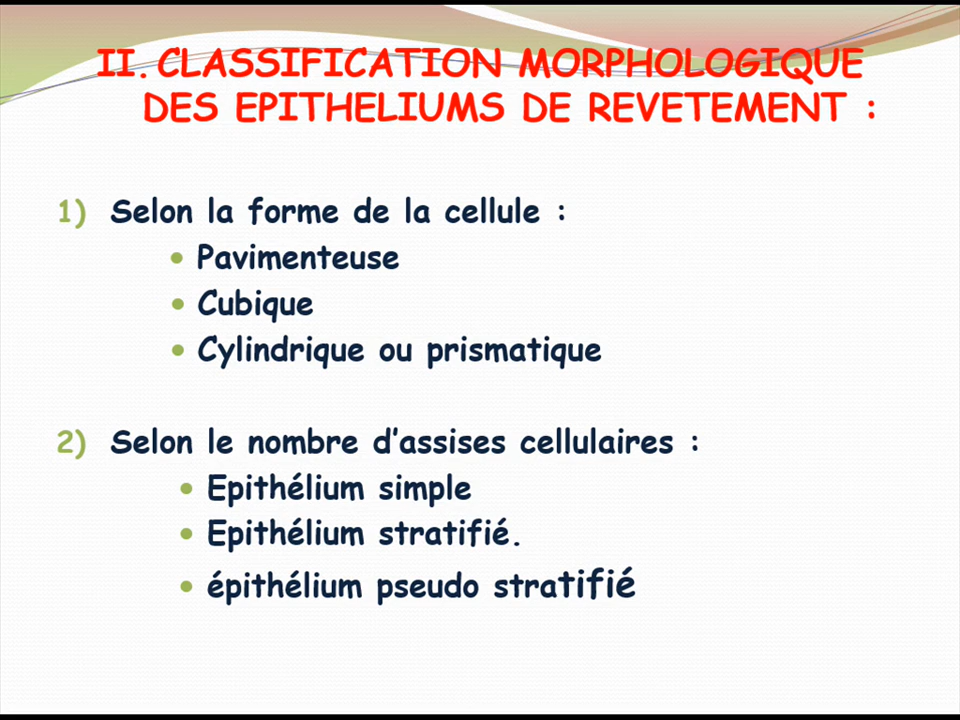 II. CLASSIFICATION MORPHOLOGIQUE
DES EPITHELIUMS DE REVETEMENT :
1) Selon la forme de la cellule :
• Pavimenteuse
• Cubique
• Cylindrique ou prismatique
2) Selon le nombre d’assises cellulaires :
• Epithélium simple
• Epithélium stratifié.
• épithélium pseudo stratifié